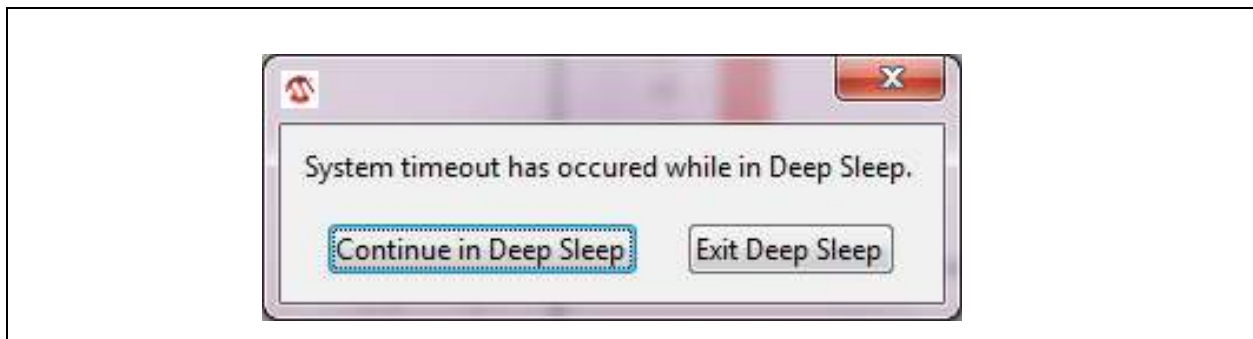 System timeout has occured while in Deep Sleep.
Continue in Deep Sleep Exit Deep Sleep